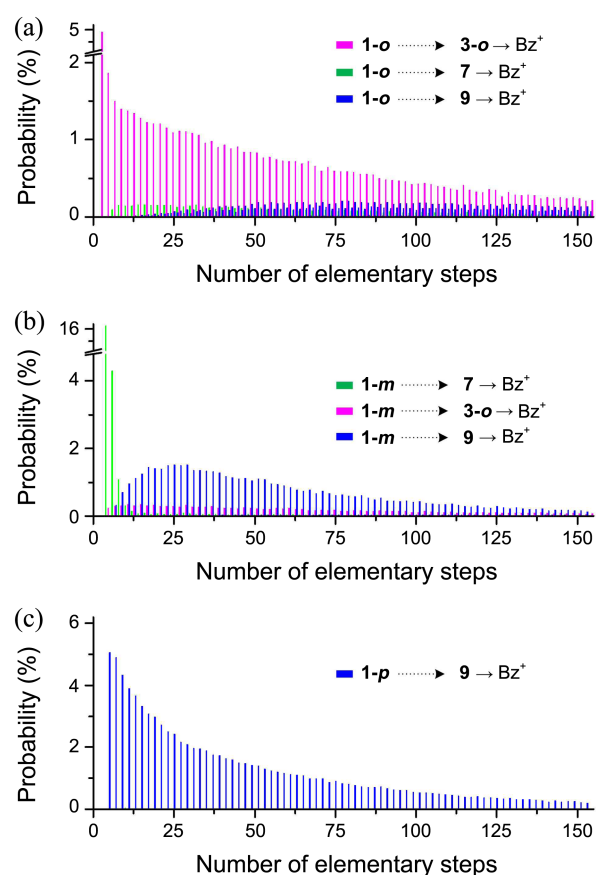 (a)
5
2
1
0
Probability (%)
1-o ⋯⋯▸ 3-o → Bz⁺
1-o ⋯⋯▸ 7 → Bz⁺
1-o ⋯⋯▸ 9 → Bz⁺
0 25 50 75 100 125 150
Number of elementary steps
(b)
16
4
2
0
Probability (%)
1-m ⋯⋯▸ 7 → Bz⁺
1-m ⋯⋯▸ 3-o → Bz⁺
1-m ⋯⋯▸ 9 → Bz⁺
0 25 50 75 100 125 150
Number of elementary steps
(c)
6
4
2
0
Probability (%)
1-p ⋯⋯▸ 9 → Bz⁺
0 25 50 75 100 125 150
Number of elementary steps